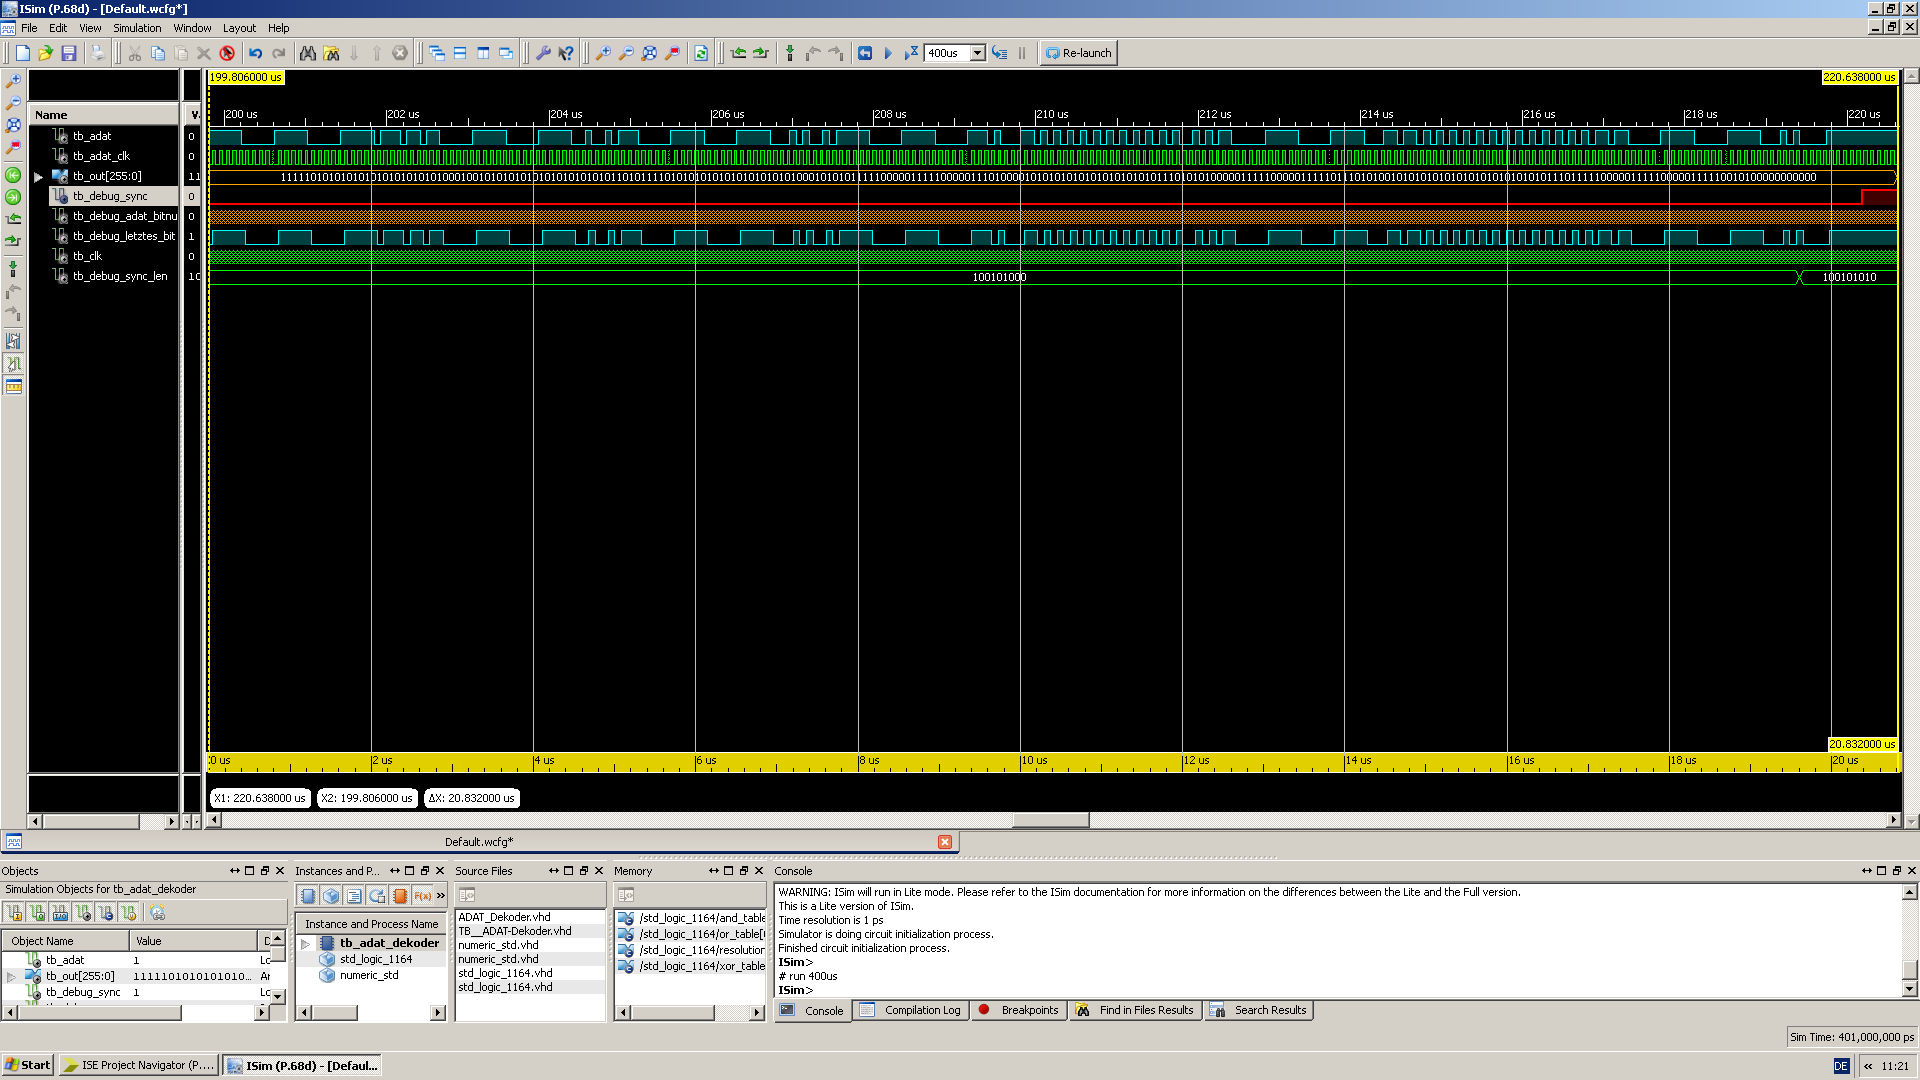 ISim (P.68d) - [Default.wcfg*]
File Edit View Simulation Window Layout Help
400us Re-launch
199.806000 us 220.638000 us
Name V.
200 us 202 us 204 us 206 us 208 us 210 us 212 us 214 us 216 us 218 us 220 us
tb_adat 0
tb_adat_clk 0
tb_out[255:0] 11
tb_debug_sync 0
tb_debug_adat_bitnu 0
tb_debug_letztes_bit 1
tb_clk 0
tb_debug_sync_len 10
100101000 100101010
20.832000 us
0 us 2 us 4 us 6 us 8 us 10 us 12 us 14 us 16 us 18 us 20 us
X1: 220.638000 us X2: 199.806000 us ΔX: 20.832000 us
Default.wcfg*
Objects
Simulation Objects for tb_adat_dekoder
Object Name Value D
tb_adat 1 Lo
tb_out[255:0] 11111010101010... Ar
tb_debug_sync 1 Lo
Instances and P...
F(x) »
Instance and Process Name
tb_adat_dekoder
std_logic_1164
numeric_std
Source Files
ADAT_Dekoder.vhd
TB__ADAT-Dekoder.vhd
numeric_std.vhd
numeric_std.vhd
std_logic_1164.vhd
std_logic_1164.vhd
Memory
/std_logic_1164/and_table
/std_logic_1164/or_table[
/std_logic_1164/resolution
/std_logic_1164/xor_table
Console
WARNING: ISim will run in Lite mode. Please refer to the ISim documentation for more information on the differences between the Lite and the Full version.
This is a Lite version of ISim.
Time resolution is 1 ps
Simulator is doing circuit initialization process.
Finished circuit initialization process.
ISim>
# run 400us
ISim>
Console Compilation Log Breakpoints Find in Files Results Search Results
Sim Time: 401,000,000 ps
Start ISE Project Navigator (P.... ISim (P.68d) - [Defaul... DE « 11:21